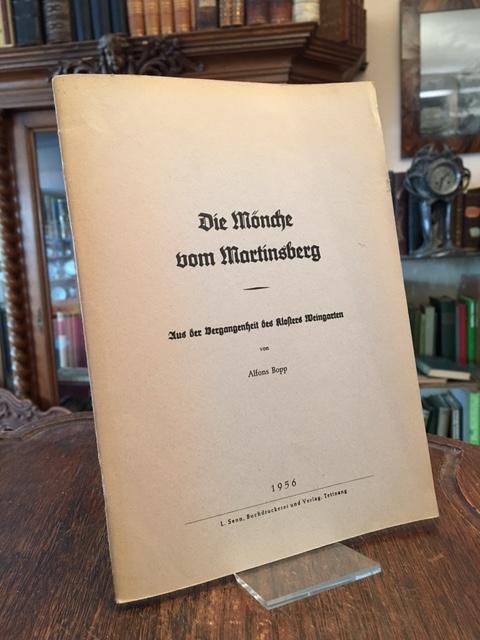 Die Mönche
vom Martinsberg
Aus der Vergangenheit des Klosters Weingarten
von
Alfons Bopp
1956
L. Senn, Buchdruckerei und Verlag, Tettnang